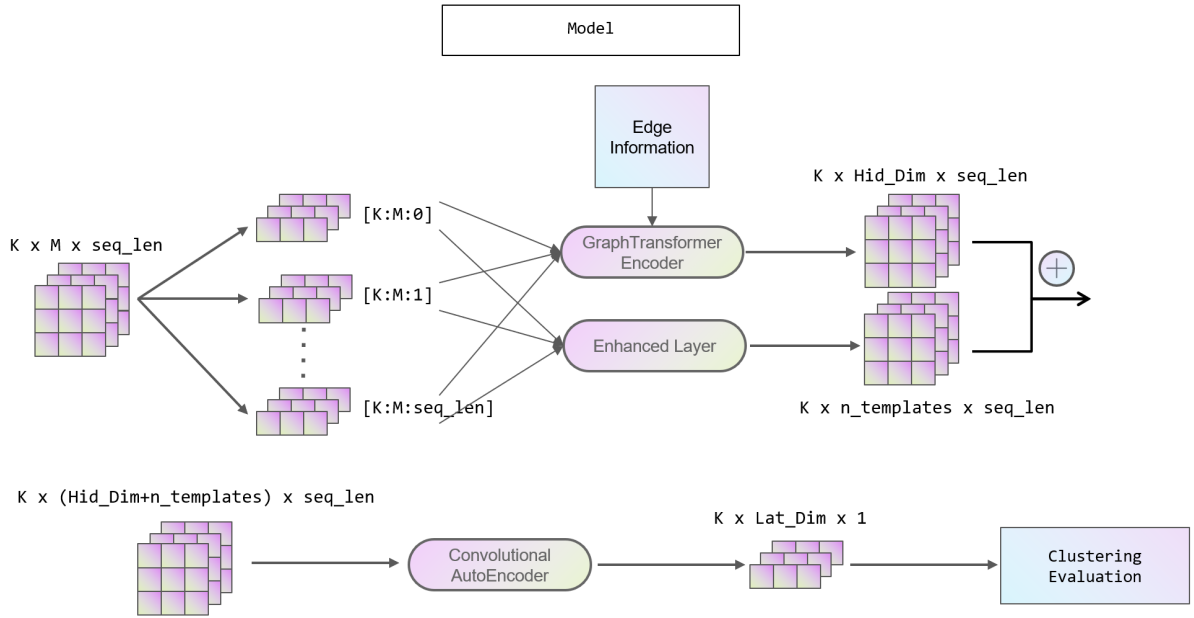 Model
Edge
Information
K x Hid_Dim x seq_len
[K:M:0]
K x M x seq_len
GraphTransformer
Encoder
[K:M:1]
Enhanced Layer
[K:M:seq_len]
K x n_templates x seq_len
K x (Hid_Dim+n_templates) x seq_len
K x Lat_Dim x 1
Convolutional
AutoEncoder
Clustering
Evaluation